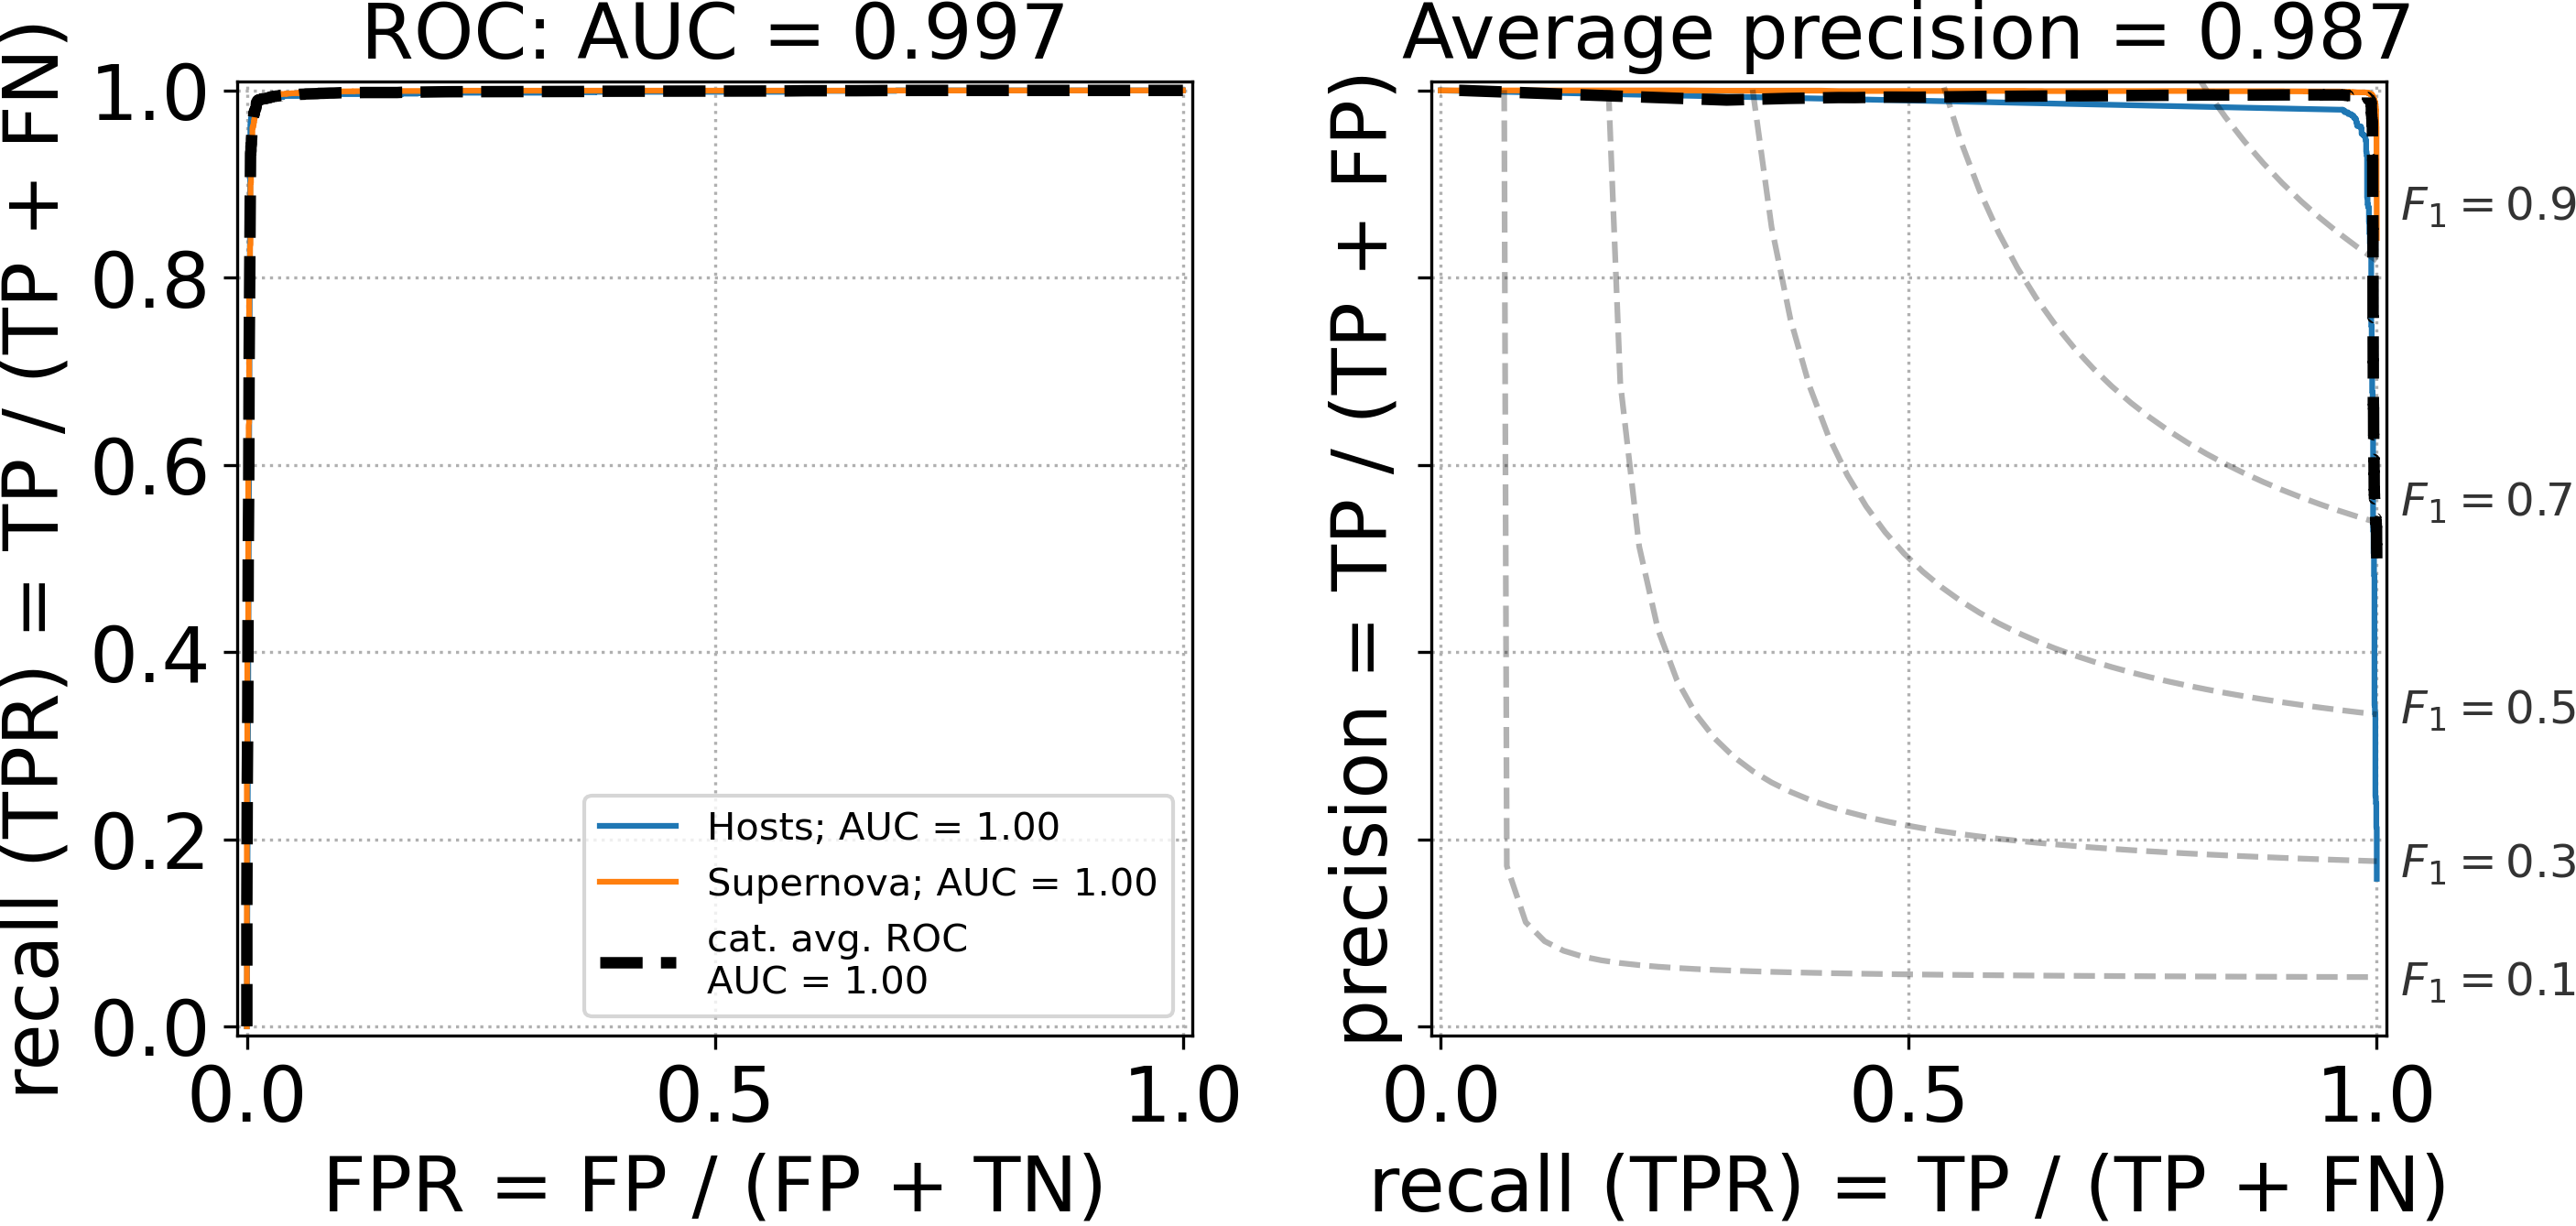 ROC: AUC = 0.997
recall (TPR) = TP / (TP + FN)
1.0
0.8
0.6
0.4
0.2
0.0
0.0
0.5
1.0
FPR = FP / (FP + TN)
Hosts; AUC = 1.00
Supernova; AUC = 1.00
cat. avg. ROC
AUC = 1.00
Average precision = 0.987
precision = TP / (TP + FP)
F₁ = 0.9
F₁ = 0.7
F₁ = 0.5
F₁ = 0.3
F₁ = 0.1
0.0
0.5
1.0
recall (TPR) = TP / (TP + FN)